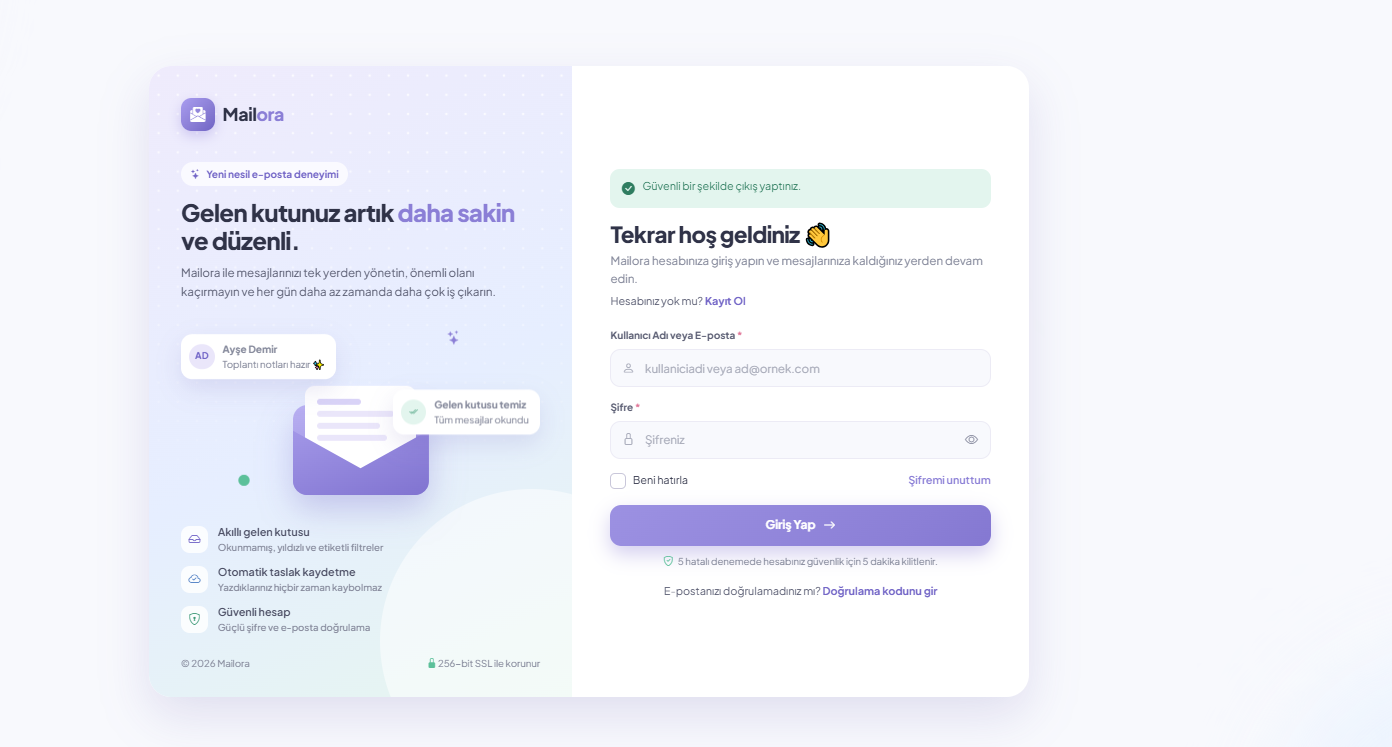 Mailora
Yeni nesil e-posta deneyimi
Gelen kutunuz artık daha sakin
ve düzenli.
Mailora ile mesajlarınızı tek yerden yönetin, önemli olanı
kaçırmayın ve her gün daha az zamanda daha çok iş çıkarın.
AD
Ayşe Demir
Toplantı notları hazır ✨
Gelen kutusu temiz
Tüm mesajlar okundu
Akıllı gelen kutusu
Okunmamış, yıldızlı ve etiketli filtreler
Otomatik taslak kaydetme
Yazdıklarınız hiçbir zaman kaybolmaz
Güvenli hesap
Güçlü şifre ve e-posta doğrulama
© 2026 Mailora
256-bit SSL ile korunur
Güvenli bir şekilde çıkış yaptınız.
Tekrar hoş geldiniz 👋
Mailora hesabınıza giriş yapın ve mesajlarınıza kaldığınız yerden devam
edin.
Hesabınız yok mu? Kayıt Ol
Kullanıcı Adı veya E-posta *
kullaniciadi veya ad@ornek.com
Şifre *
Şifreniz
Beni hatırla
Şifremi unuttum
Giriş Yap →
5 hatalı denemede hesabınız güvenlik için 5 dakika kilitlenir.
E-postanızı doğrulamadınız mı? Doğrulama kodunu gir